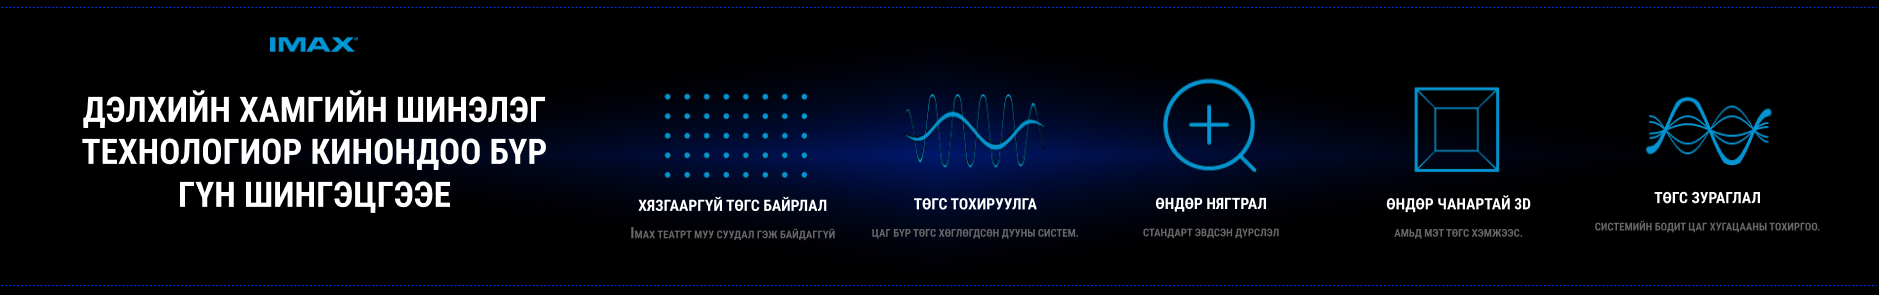 IMAX®
ДЭЛХИЙН ХАМГИЙН ШИНЭЛЭГ
ТЕХНОЛОГИОР КИНОНДОО БҮР
ГҮН ШИНГЭЦГЭЭЕ
ХЯЗГААРГҮЙ ТӨГС БАЙРЛАЛ
IMAX ТЕАТРТ МУУ СУУДАЛ ГЭЖ БАЙДАГГҮЙ
ТӨГС ТОХИРУУЛГА
ЦАГ БҮР ТӨГС ХӨГЛӨГДСӨН ДУУНЫ СИСТЕМ.
ӨНДӨР НЯГТРАЛ
СТАНДАРТ ЭВДСЭН ДҮРСЛЭЛ
ӨНДӨР ЧАНАРТАЙ 3D
АМЬД МЭТ ТӨГС ХЭМЖЭЭС.
ТӨГС ЗУРАГЛАЛ
СИСТЕМИЙН БОДИТ ЦАГ ХУГАЦААНЫ ТОХИРГОО.